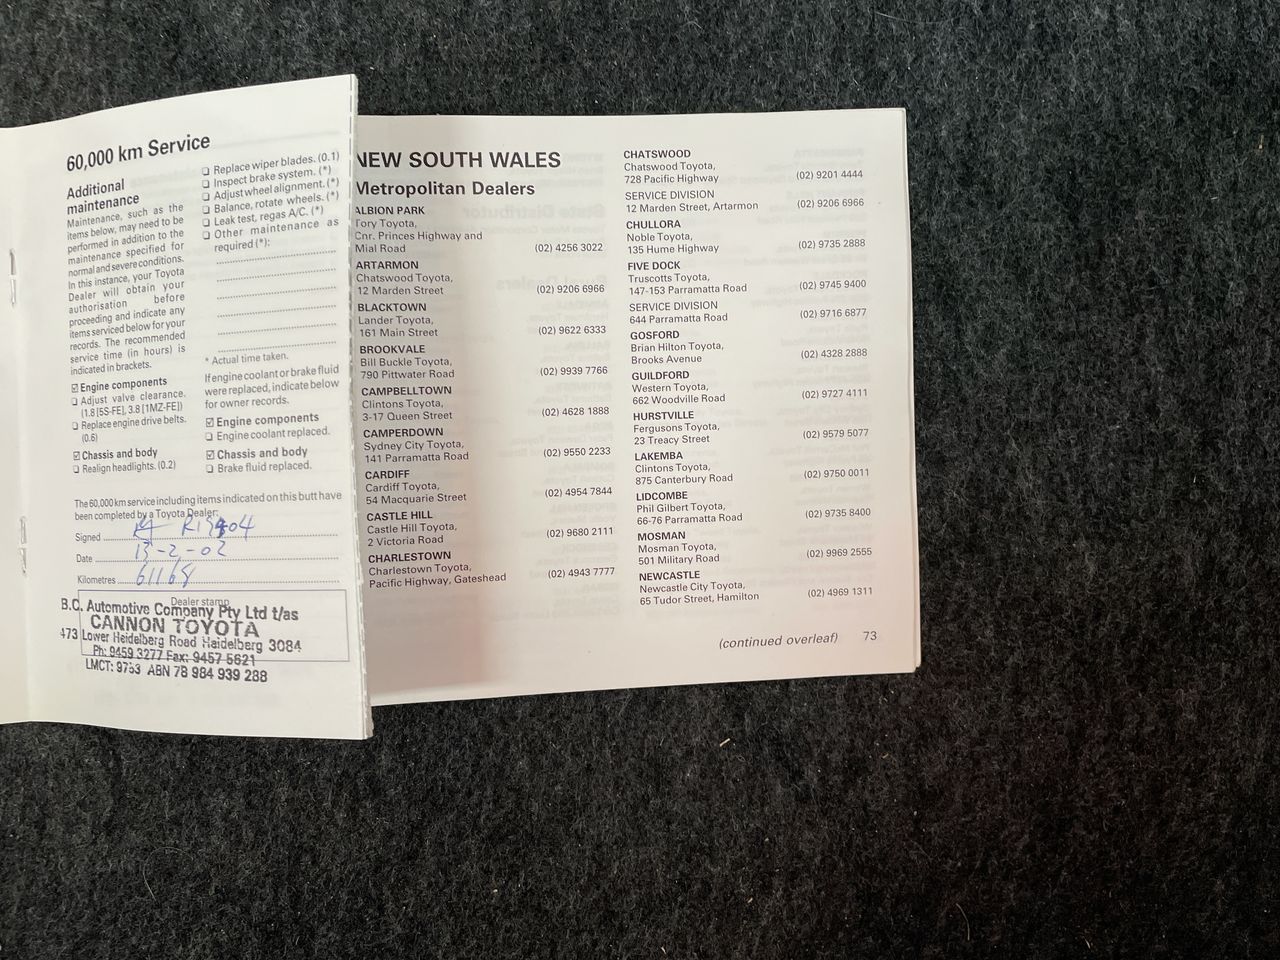 60,000 km Service
Additional
maintenance
Maintenance, such as the
items below, may need to be
performed in addition to the
maintenance specified for
normal and severe conditions.
In this instance, your Toyota
Dealer will obtain your
authorisation before
proceeding and indicate any
items serviced below for your
records. The recommended
service time (in hours) is
indicated in brackets.
☑ Engine components
❏ Adjust valve clearance.
(1.8 [5S-FE], 3.8 [1MZ-FE])
❏ Replace engine drive belts.
(0.6)
☑ Chassis and body
❏ Realign headlights. (0.2)
❏ Replace wiper blades. (0.1)
❏ Inspect brake system. (*)
❏ Adjust wheel alignment. (*)
❏ Balance, rotate wheels. (*)
❏ Leak test, regas A/C. (*)
❏ Other maintenance as
required (*):
* Actual time taken.
If engine coolant or brake fluid
were replaced, indicate below
for owner records.
☑ Engine components
❏ Engine coolant replaced.
☑ Chassis and body
❏ Brake fluid replaced.
The 60,000 km service including items indicated on this butt have
been completed by a Toyota Dealer:
Signed
Date 13-2-02
Kilometres 61168
Dealer stamp
B.C. Automotive Company Pty Ltd t/as
CANNON TOYOTA
473 Lower Heidelberg Road Heidelberg 3084
Ph: 9459 3277 Fax: 9457 5621
LMCT: 9753 ABN 78 984 939 288
NEW SOUTH WALES
Metropolitan Dealers
ALBION PARK
Tory Toyota,
Cnr. Princes Highway and
Mial Road (02) 4256 3022
ARTARMON
Chatswood Toyota,
12 Marden Street (02) 9206 6966
BLACKTOWN
Lander Toyota,
161 Main Street (02) 9622 6333
BROOKVALE
Bill Buckle Toyota,
790 Pittwater Road (02) 9939 7766
CAMPBELLTOWN
Clintons Toyota,
3-17 Queen Street (02) 4628 1888
CAMPERDOWN
Sydney City Toyota,
141 Parramatta Road (02) 9550 2233
CARDIFF
Cardiff Toyota,
54 Macquarie Street (02) 4954 7844
CASTLE HILL
Castle Hill Toyota,
2 Victoria Road (02) 9680 2111
CHARLESTOWN
Charlestown Toyota,
Pacific Highway, Gateshead (02) 4943 7777
CHATSWOOD
Chatswood Toyota,
728 Pacific Highway (02) 9201 4444
SERVICE DIVISION
12 Marden Street, Artarmon (02) 9206 6966
CHULLORA
Noble Toyota,
135 Hume Highway (02) 9735 2888
FIVE DOCK
Truscotts Toyota,
147-153 Parramatta Road (02) 9745 9400
SERVICE DIVISION
644 Parramatta Road (02) 9716 6877
GOSFORD
Brian Hilton Toyota,
Brooks Avenue (02) 4328 2888
GUILDFORD
Western Toyota,
662 Woodville Road (02) 9727 4111
HURSTVILLE
Fergusons Toyota,
23 Treacy Street (02) 9579 5077
LAKEMBA
Clintons Toyota,
875 Canterbury Road (02) 9750 0011
LIDCOMBE
Phil Gilbert Toyota,
66-76 Parramatta Road (02) 9735 8400
MOSMAN
Mosman Toyota,
501 Military Road (02) 9969 2555
NEWCASTLE
Newcastle City Toyota,
65 Tudor Street, Hamilton (02) 4969 1311
(continued overleaf) 73